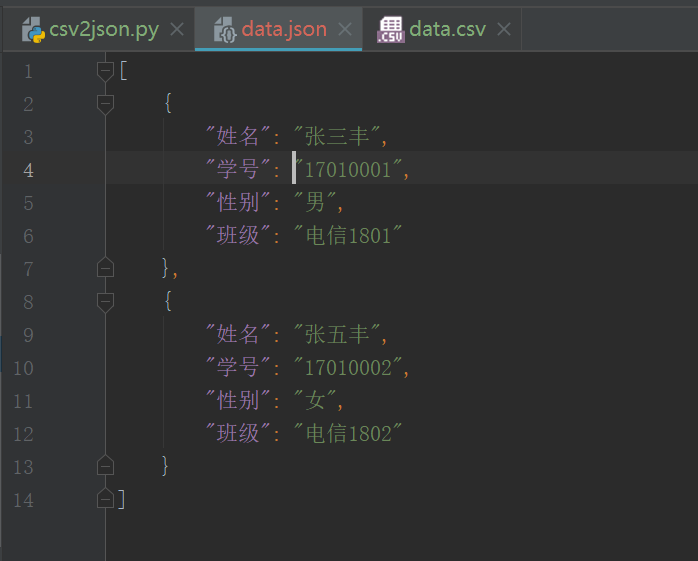 csv2json.py data.json data.csv
1 [
2 {
3 "姓名": "张三丰",
4 "学号": "17010001",
5 "性别": "男",
6 "班级": "电信1801"
7 },
8 {
9 "姓名": "张五丰",
10 "学号": "17010002",
11 "性别": "女",
12 "班级": "电信1802"
13 }
14 ]